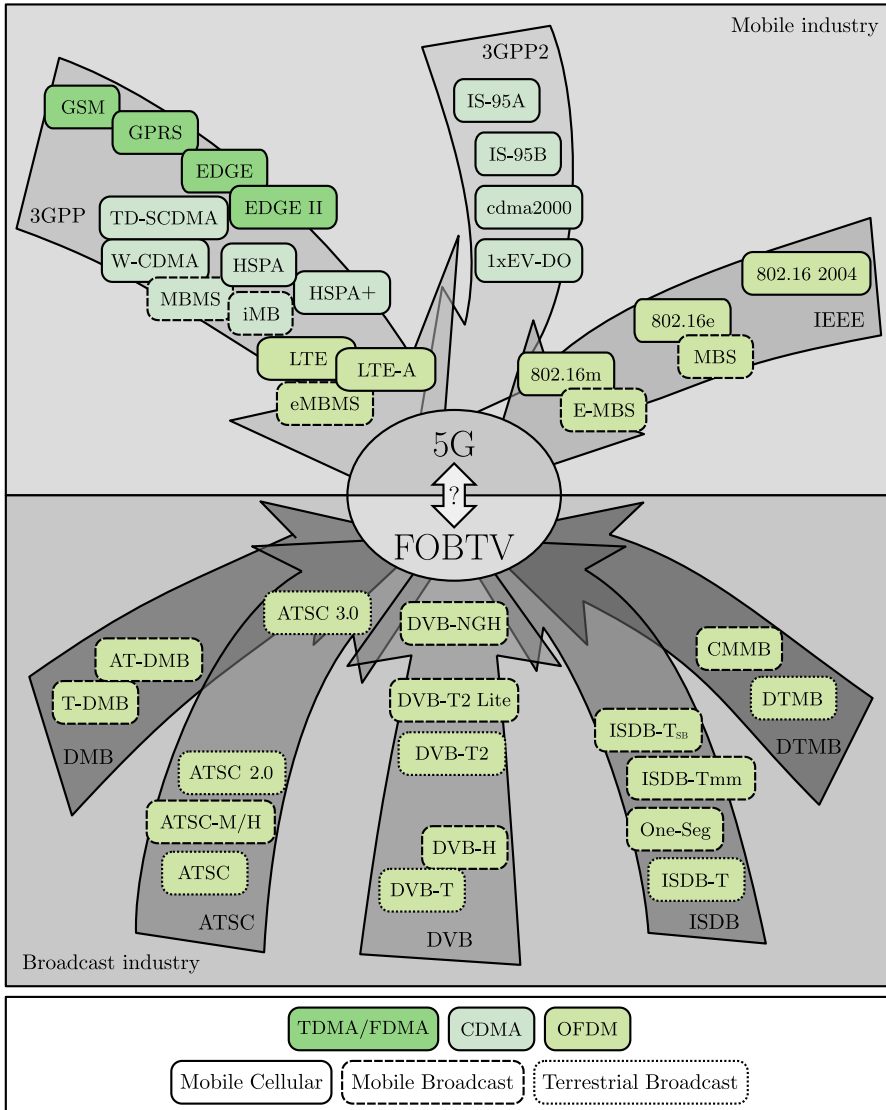 Mobile industry
3GPP
GSM
GPRS
EDGE
EDGE II
TD-SCDMA
W-CDMA
HSPA
HSPA+
MBMS
iMB
LTE
LTE-A
eMBMS
3GPP2
IS-95A
IS-95B
cdma2000
1xEV-DO
802.16 2004
IEEE
802.16e
MBS
802.16m
E-MBS
5G
?
FOBTV
AT-DMB
T-DMB
DMB
ATSC 3.0
ATSC 2.0
ATSC-M/H
ATSC
ATSC
DVB-NGH
DVB-T2 Lite
DVB-T2
DVB-H
DVB-T
DVB
ISDB-TSB
ISDB-Tmm
One-Seg
ISDB-T
ISDB
CMMB
DTMB
DTMB
Broadcast industry
TDMA/FDMA CDMA OFDM
Mobile Cellular Mobile Broadcast Terrestrial Broadcast